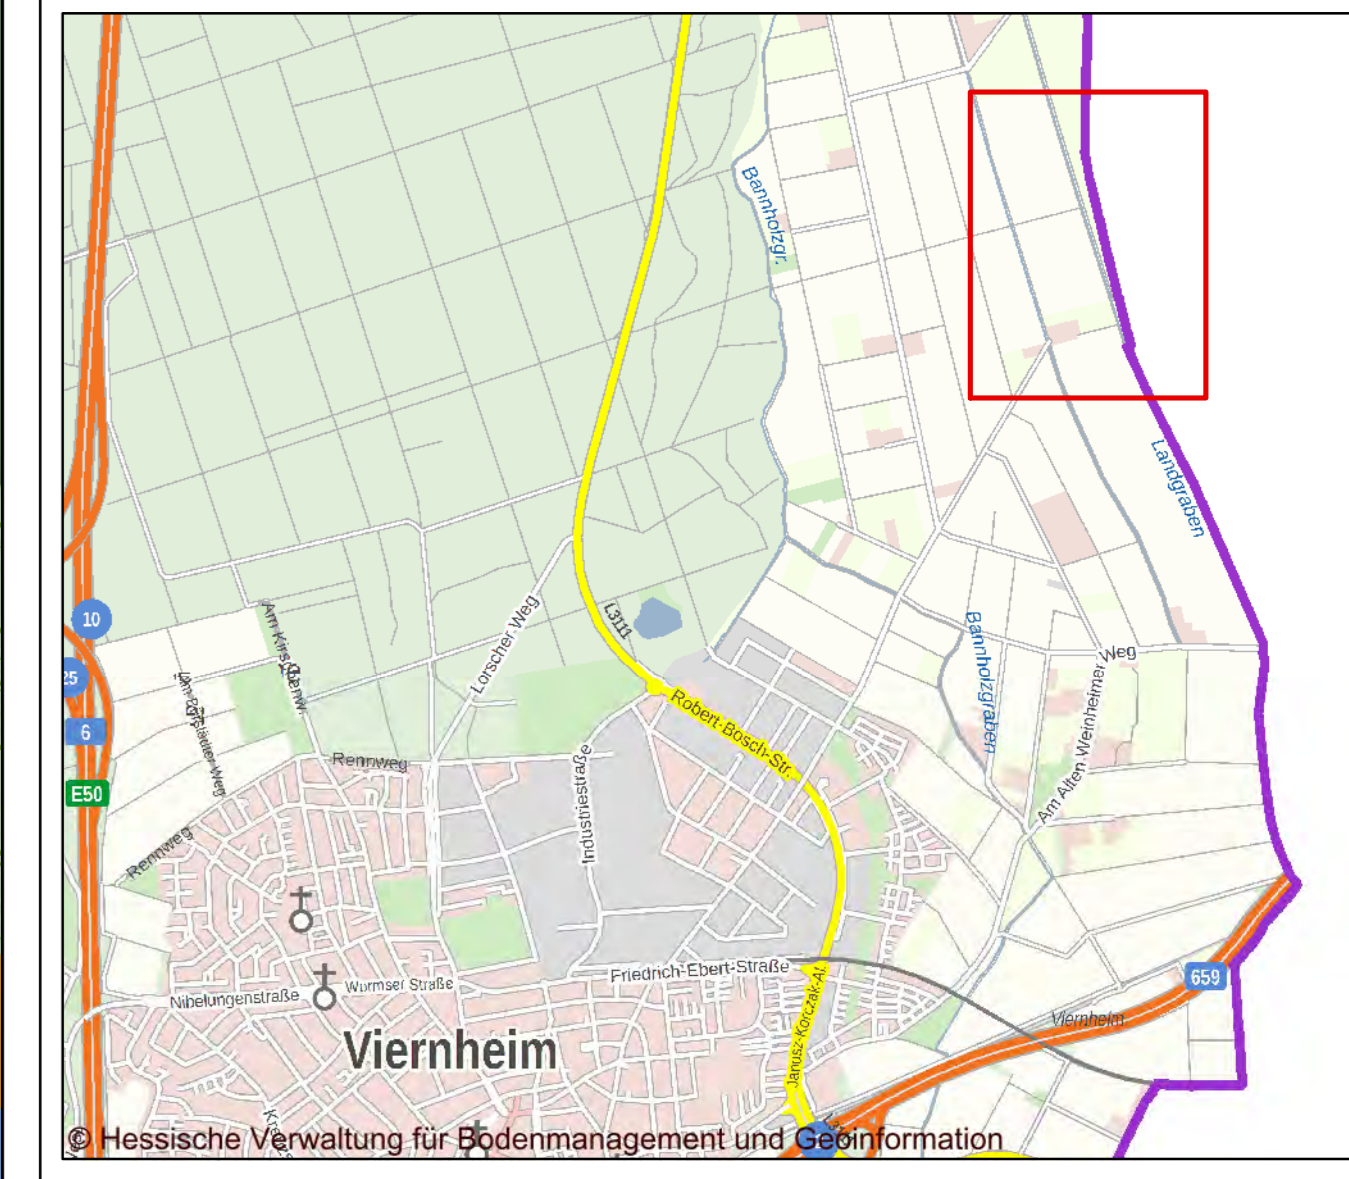 Bannholzgr.
Landgraben
10
Am Kirschenw.
Lorscher Weg
L3111
Bannholzgraben
Weg
25
6
Robert-Bosch-Str.
Rennweg
Industriestraße
Am Alten Weinheimer
E50
Rennweg
Friedrich-Ebert-Straße
659
Nibelungenstraße
Wormser Straße
Janusz-Korczak-Al.
Viernheim
Viernheim
© Hessische Verwaltung für Bodenmanagement und Geoinformation